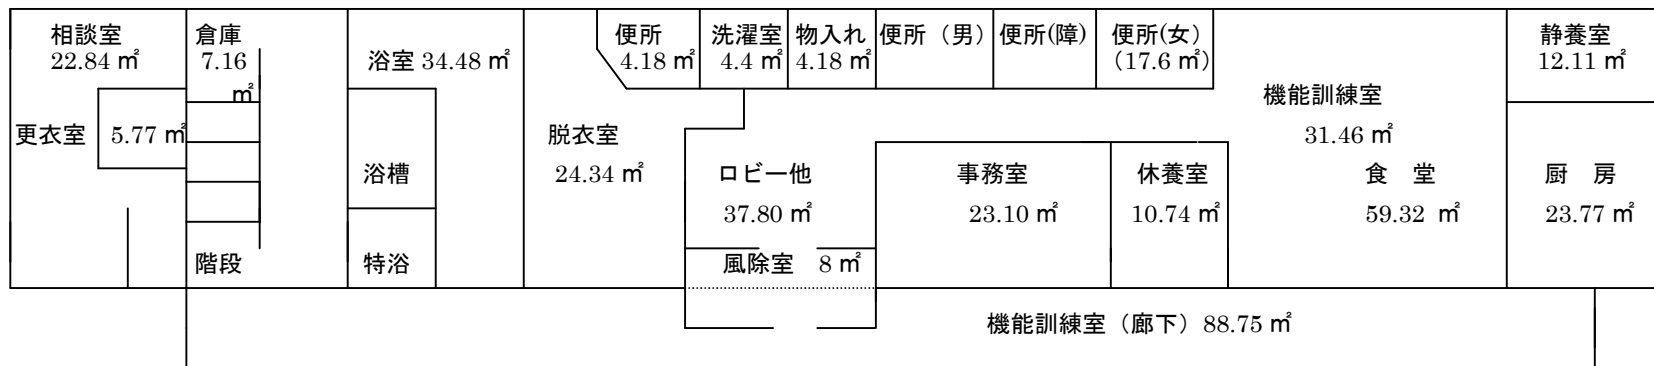 相談室
22.84 ㎡
倉庫
7.16
㎡
浴室 34.48 ㎡
便所
4.18 ㎡
洗濯室
4.4 ㎡
物入れ
4.18 ㎡
便所（男）
便所(障)
便所(女）
（17.6 ㎡）
静養室
12.11 ㎡
機能訓練室
31.46 ㎡
更衣室 5.77 ㎡
脱衣室
24.34 ㎡
浴槽
ロビー他
37.80 ㎡
事務室
23.10 ㎡
休養室
10.74 ㎡
食 堂
59.32 ㎡
厨 房
23.77 ㎡
階段
特浴
風除室 8 ㎡
機能訓練室（廊下）88.75 ㎡